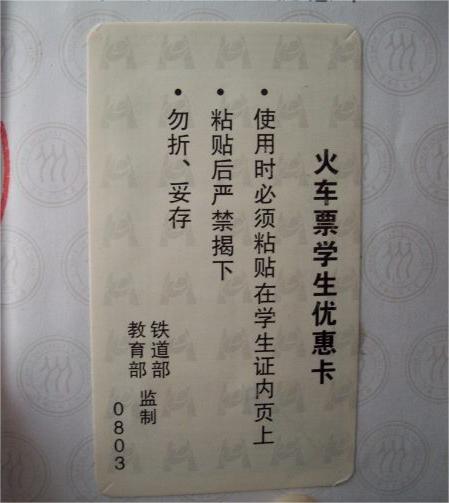 火车票学生优惠卡
•使用时必须粘贴在学生证内页上
•粘贴后严禁揭下
•勿折、妥存
铁道部
教育部
监制
0803